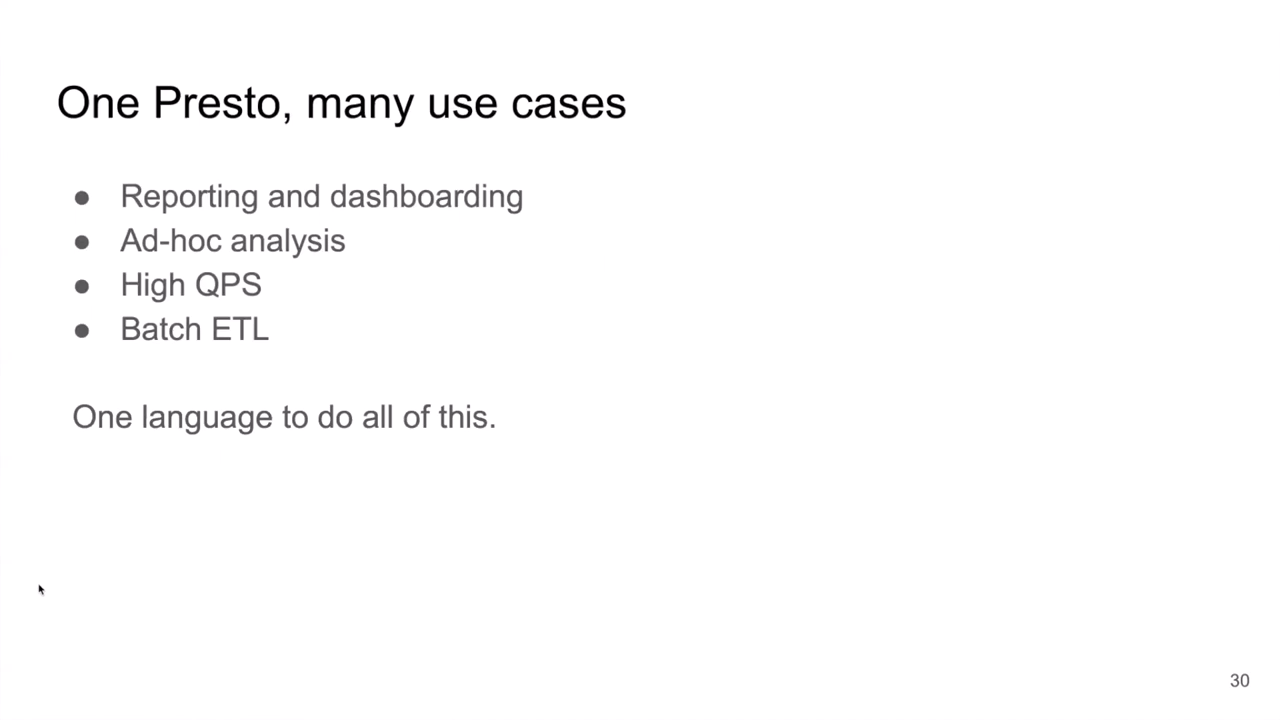 One Presto, many use cases
● Reporting and dashboarding
● Ad-hoc analysis
● High QPS
● Batch ETL
One language to do all of this.
30